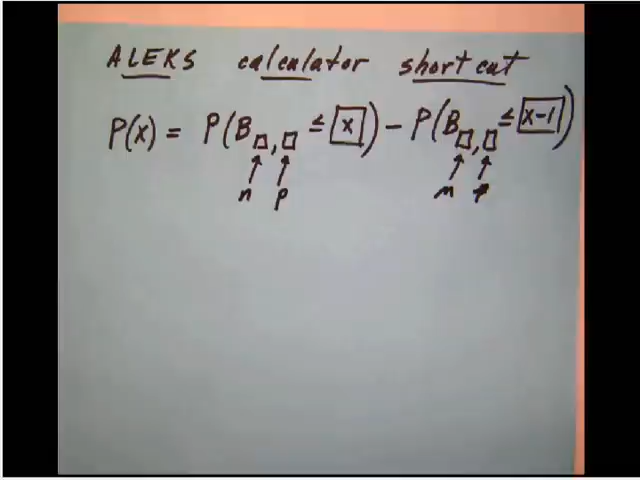 ALEKS calculator shortcut
P(x) = P(B□,□ ≤ x) − P(B□,□ ≤ x-1)
n p n p